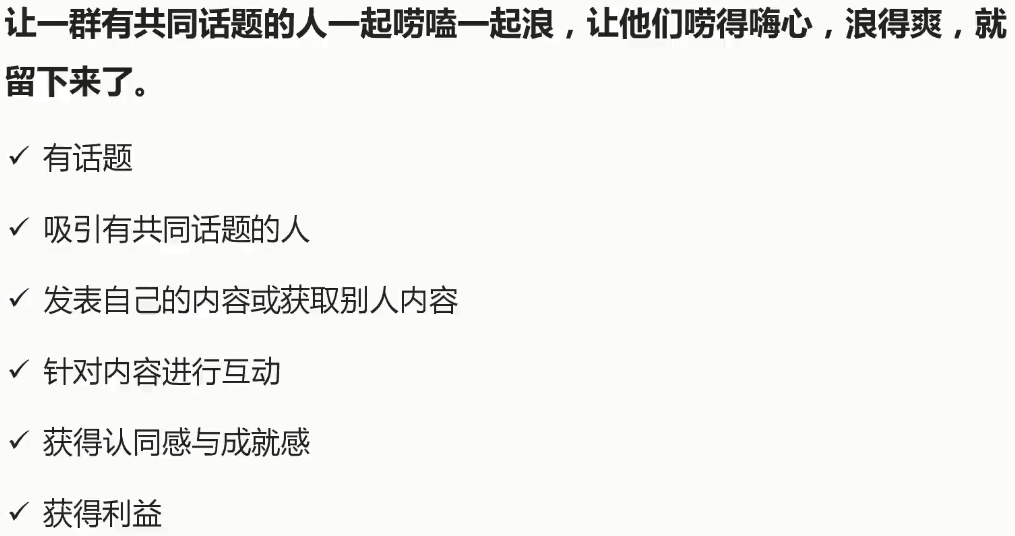 让一群有共同话题的人一起唠嗑一起浪，让他们唠得嗨心，浪得爽，就
留下来了。
✓ 有话题
✓ 吸引有共同话题的人
✓ 发表自己的内容或获取别人内容
✓ 针对内容进行互动
✓ 获得认同感与成就感
✓ 获得利益